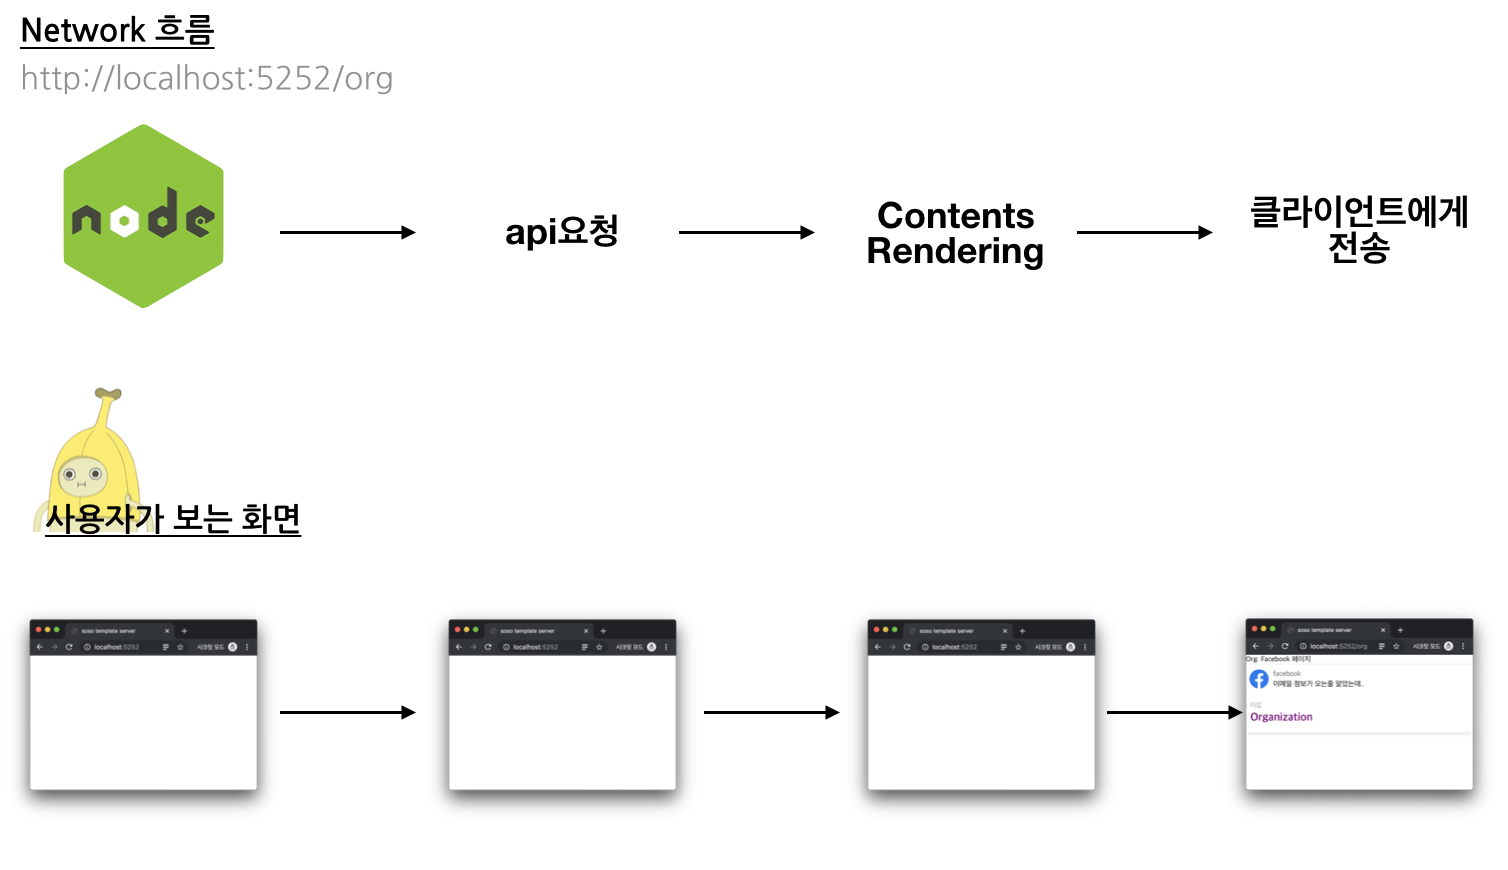 Network 흐름
http://localhost:5252/org
node
api요청
Contents
Rendering
클라이언트에게
전송
사용자가 보는 화면
soso template server
localhost:5252
시크릿 모드
soso template server
localhost:5252
시크릿 모드
soso template server
localhost:5252
시크릿 모드
soso template server
localhost:5252/org
시크릿 모드
Org: Facebook 페이지
facebook
이메일 정보가 오는줄 알았는데..
타입
Organization